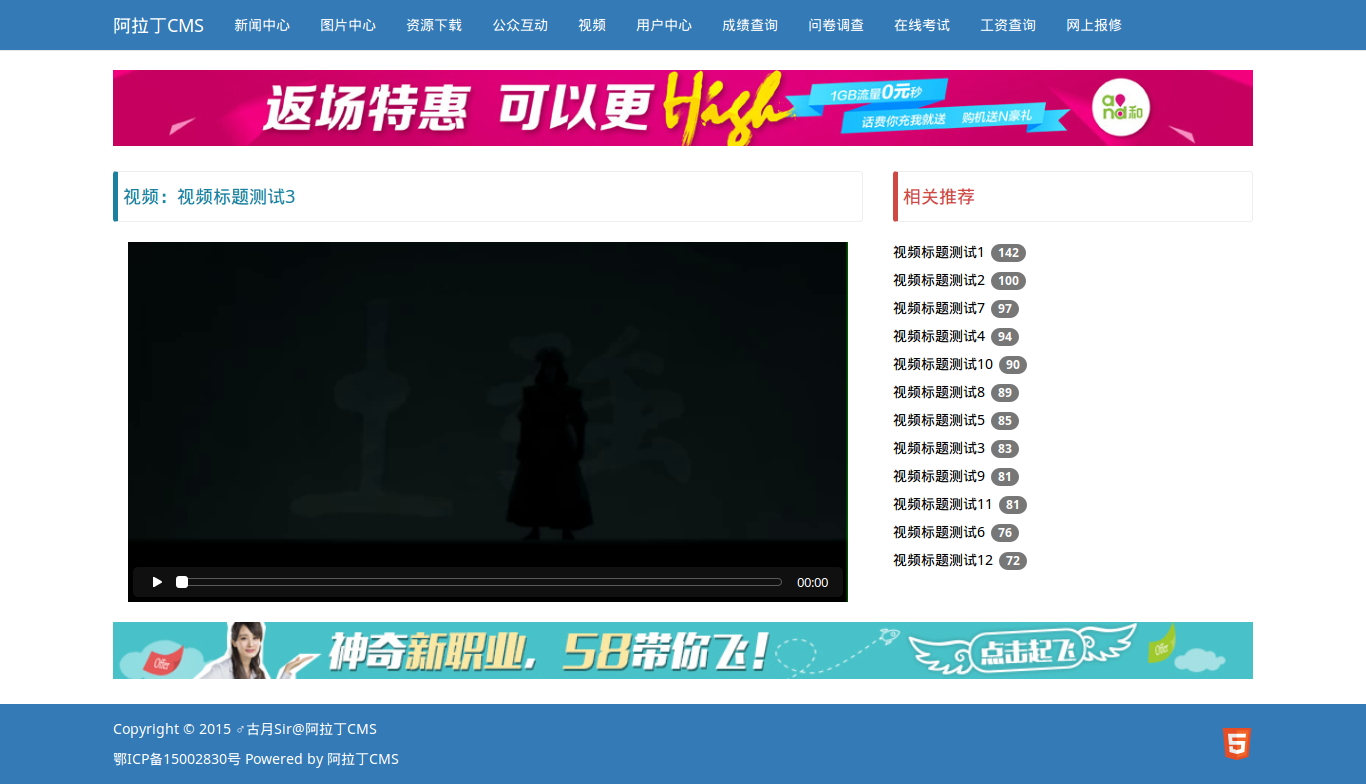 阿拉丁CMS 新闻中心 图片中心 资源下载 公众互动 视频 用户中心 成绩查询 问卷调查 在线考试 工资查询 网上报修
返场特惠 可以更High
1GB流量0元秒
话费你充我就送 购机送N豪礼
and和
视频：视频标题测试3
00:00
相关推荐
视频标题测试1 142
视频标题测试2 100
视频标题测试7 97
视频标题测试4 94
视频标题测试10 90
视频标题测试8 89
视频标题测试5 85
视频标题测试3 83
视频标题测试9 81
视频标题测试11 81
视频标题测试6 76
视频标题测试12 72
Offer 神奇新职业，58带你飞！ 点击起飞 Offer
Copyright © 2015 ♂古月Sir@阿拉丁CMS
鄂ICP备15002830号 Powered by 阿拉丁CMS
5